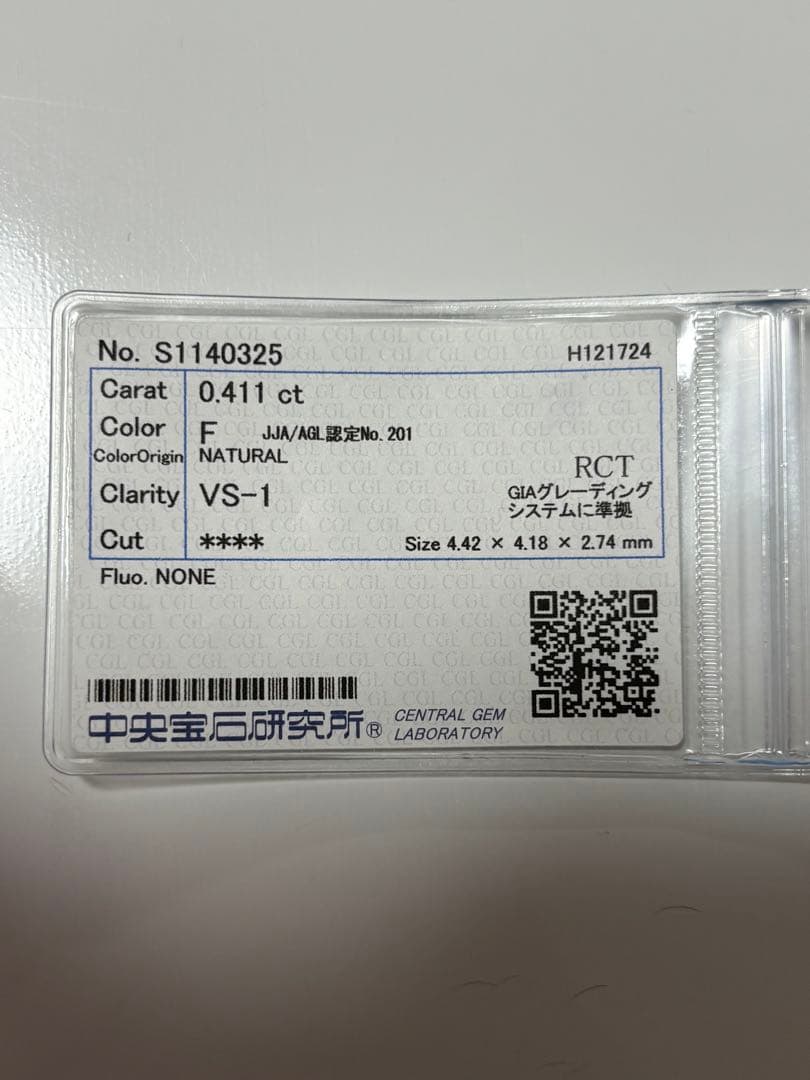 No. S1140325 H121724
Carat 0.411 ct
Color F JJA/AGL認定No. 201
ColorOrigin NATURAL
RCT
Clarity VS-1 GIAグレーディング
システムに準拠
Cut **** Size 4.42 × 4.18 × 2.74 mm
Fluo. NONE
中央宝石研究所® CENTRAL GEM
LABORATORY